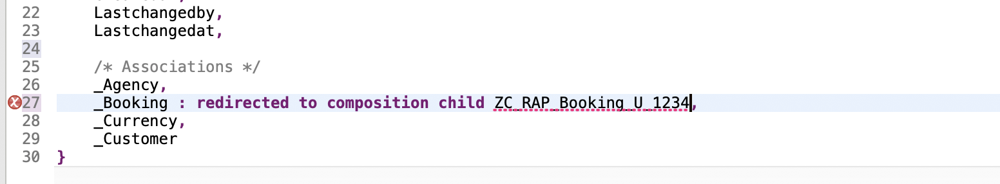 22 Lastchangedby,
23 Lastchangedat,
24
25 /* Associations */
26 _Agency,
27 _Booking : redirected to composition child ZC_RAP_Booking_U_1234,
28 _Currency,
29 _Customer
30 }